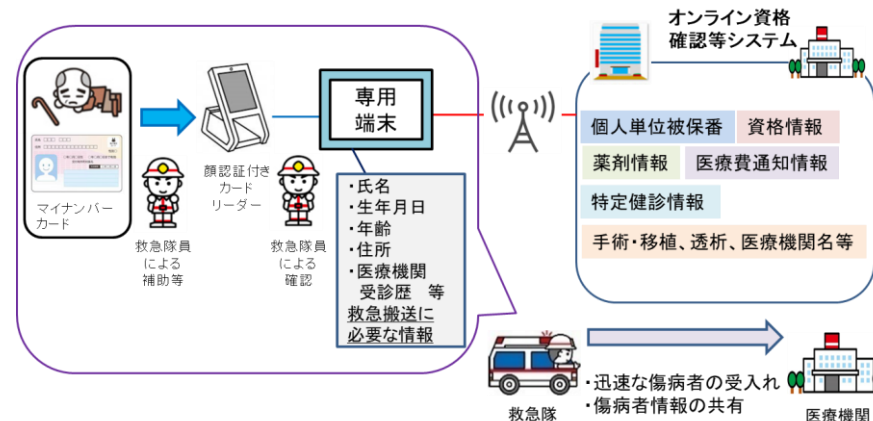 オンライン資格
確認等システム
専用
端末
個人単位被保番
資格情報
薬剤情報
医療費通知情報
特定健診情報
手術・移植、透析、医療機関名等
マイナンバー
カード
顔認証付き
カード
リーダー
救急隊員
による
補助等
救急隊員
による
確認
・氏名
・生年月日
・年齢
・住所
・医療機関
受診歴 等
救急搬送に
必要な情報
救急隊
・迅速な傷病者の受入れ
・傷病者情報の共有
医療機関